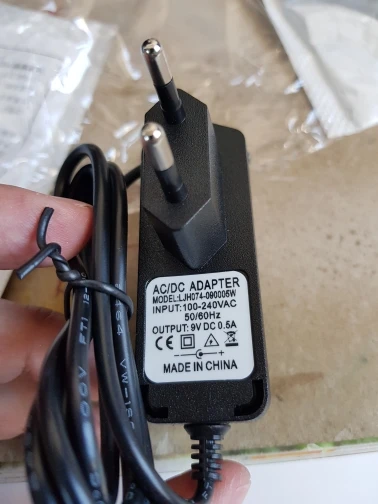 AC/DC ADAPTER
MODEL:LJH074-090005W
INPUT:100-240VAC
50/60Hz
OUTPUT: 9V DC 0.5A
CE
- +
MADE IN CHINA